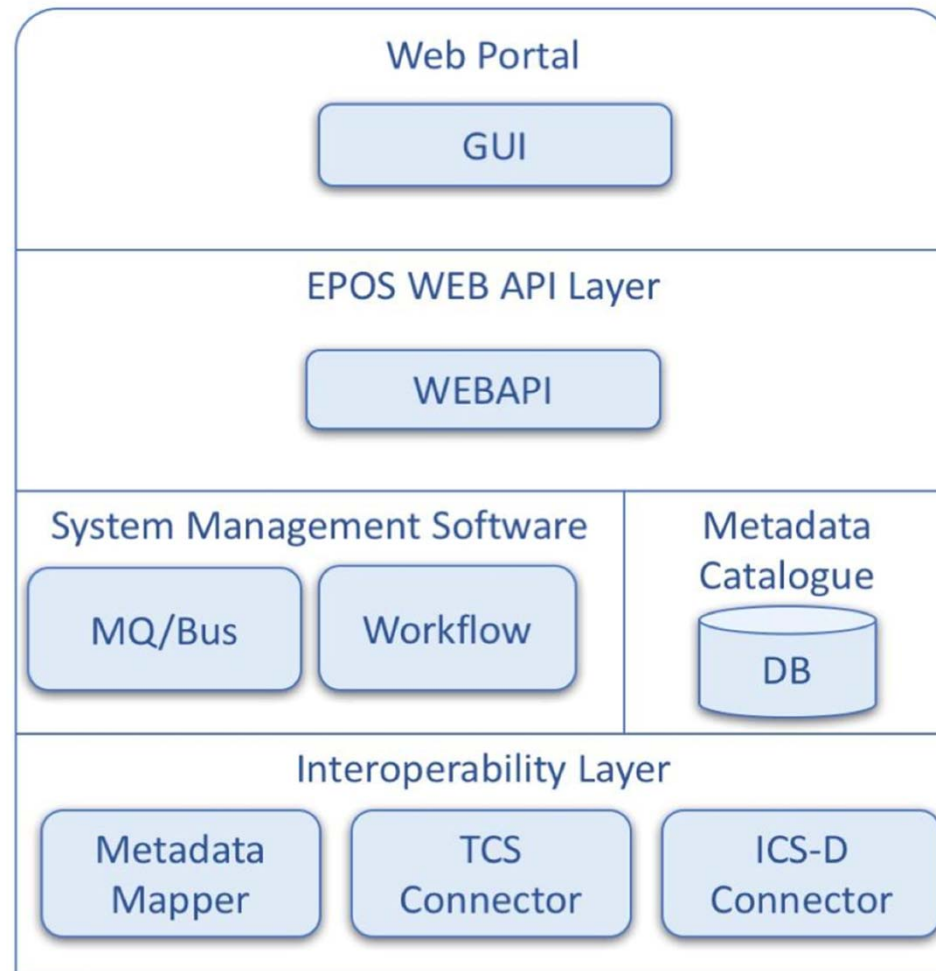 Web Portal
GUI
EPOS WEB API Layer
WEBAPI
System Management Software
MQ/Bus
Workflow
Metadata
Catalogue
DB
Interoperability Layer
Metadata
Mapper
TCS
Connector
ICS-D
Connector